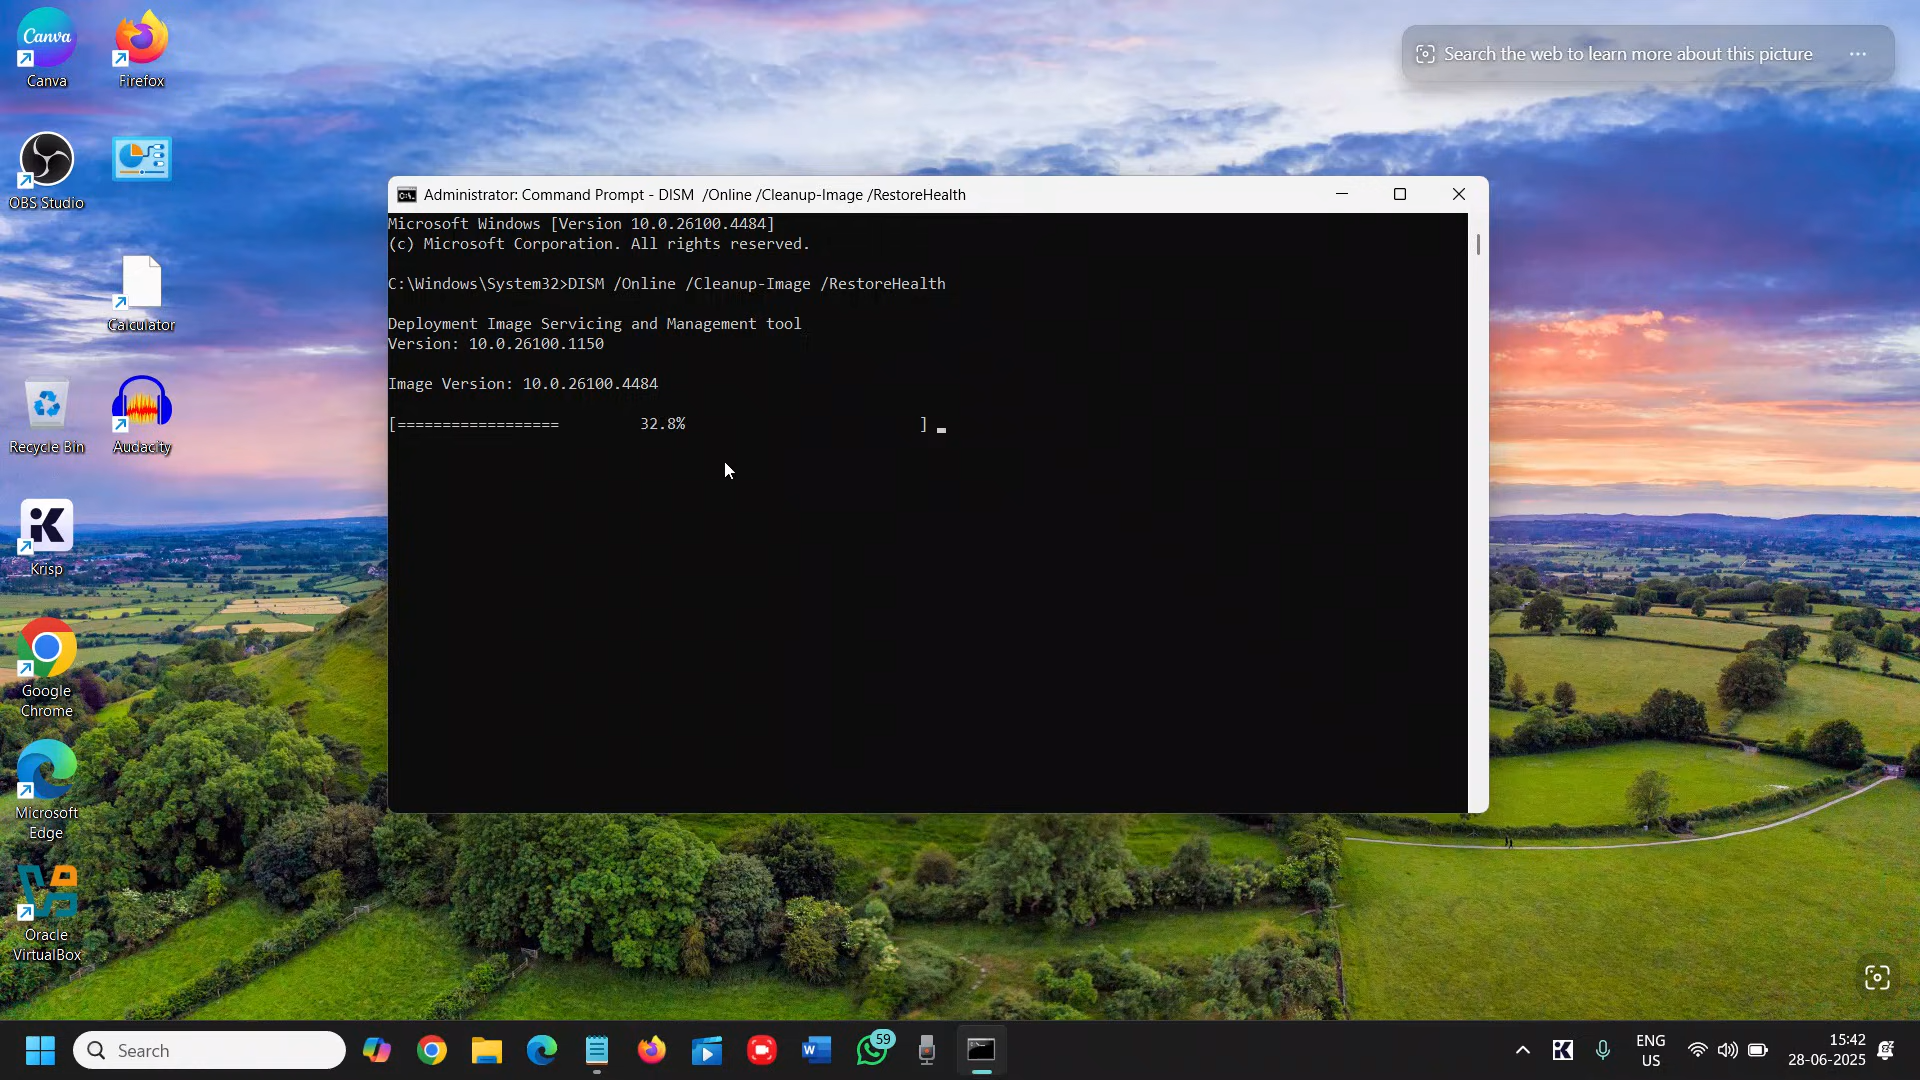 Canva
Canva
Firefox
Search the web to learn more about this picture
OBS Studio
Calculator
Recycle Bin
Audacity
Krisp
Google
Chrome
Microsoft
Edge
Oracle
VirtualBox
Administrator: Command Prompt - DISM  /Online /Cleanup-Image /RestoreHealth
Microsoft Windows [Version 10.0.26100.4484]
(c) Microsoft Corporation. All rights reserved.
C:\Windows\System32>DISM /Online /Cleanup-Image /RestoreHealth
Deployment Image Servicing and Management tool
Version: 10.0.26100.1150
Image Version: 10.0.26100.4484
[==================         32.8%                          ]
Search
59
ENG
US
15:42
28-06-2025